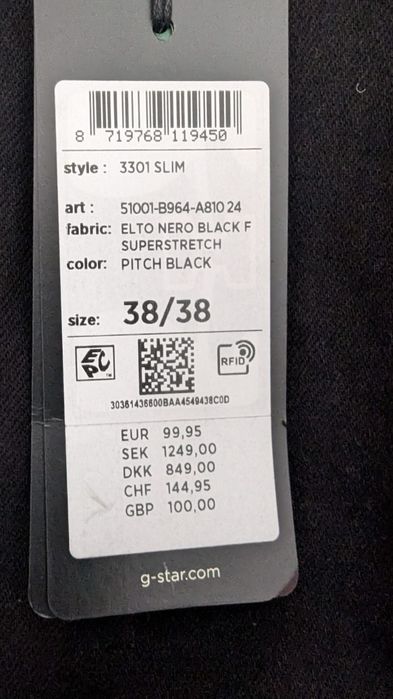 8 719768 119450
style : 3301 SLIM
art : 51001-B964-A810 24
fabric: ELTO NERO BLACK F
SUPERSTRETCH
color: PITCH BLACK
size: 38/38
EPC
RFID
30361436600BAA4549438C0D
EUR 99,95
SEK 1249,00
DKK 849,00
CHF 144,95
GBP 100,00
g-star.com